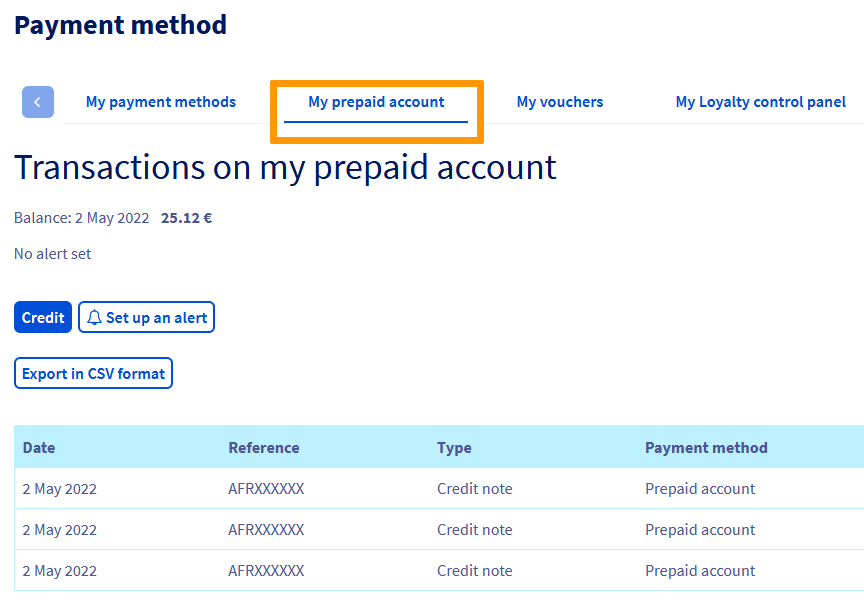 Payment method
My payment methods My prepaid account My vouchers My Loyalty control panel
Transactions on my prepaid account
Balance: 2 May 2022 25.12 €
No alert set
Credit Set up an alert
Export in CSV format
Date Reference Type Payment method
2 May 2022 AFRXXXXXX Credit note Prepaid account
2 May 2022 AFRXXXXXX Credit note Prepaid account
2 May 2022 AFRXXXXXX Credit note Prepaid account